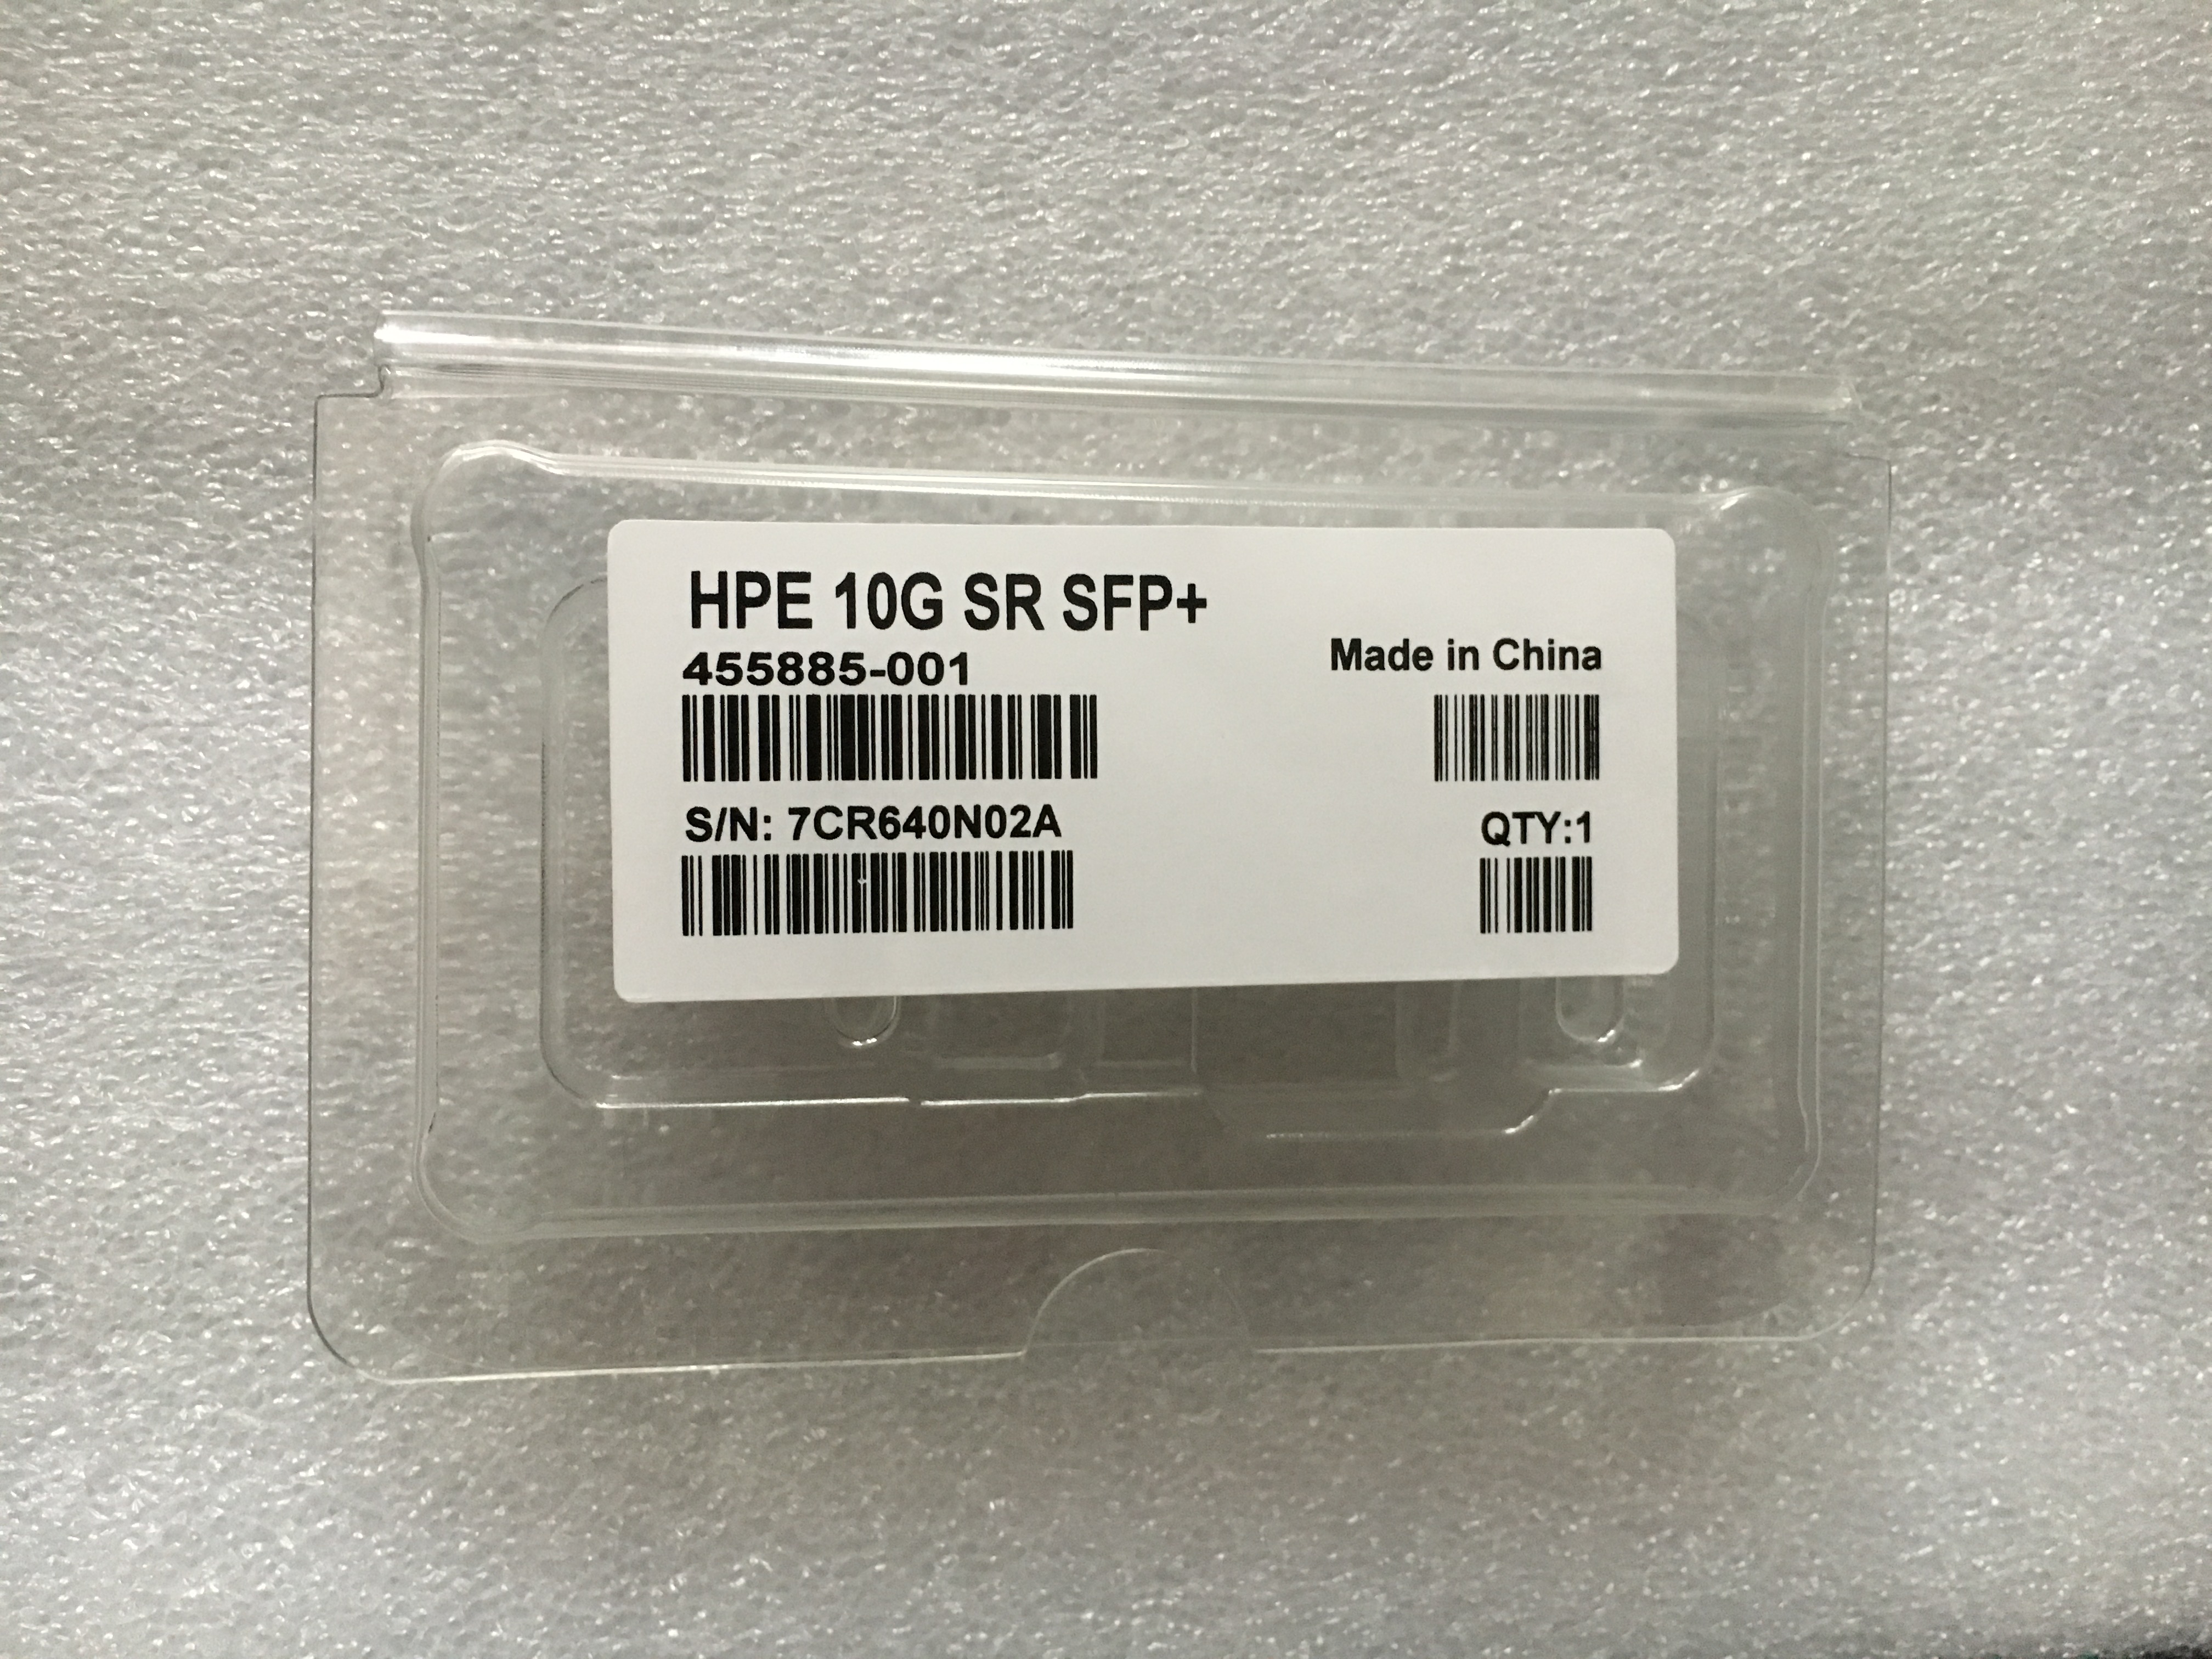 HPE 10G SR SFP+
455885-001
Made in China
S/N: 7CR640N02A
QTY:1